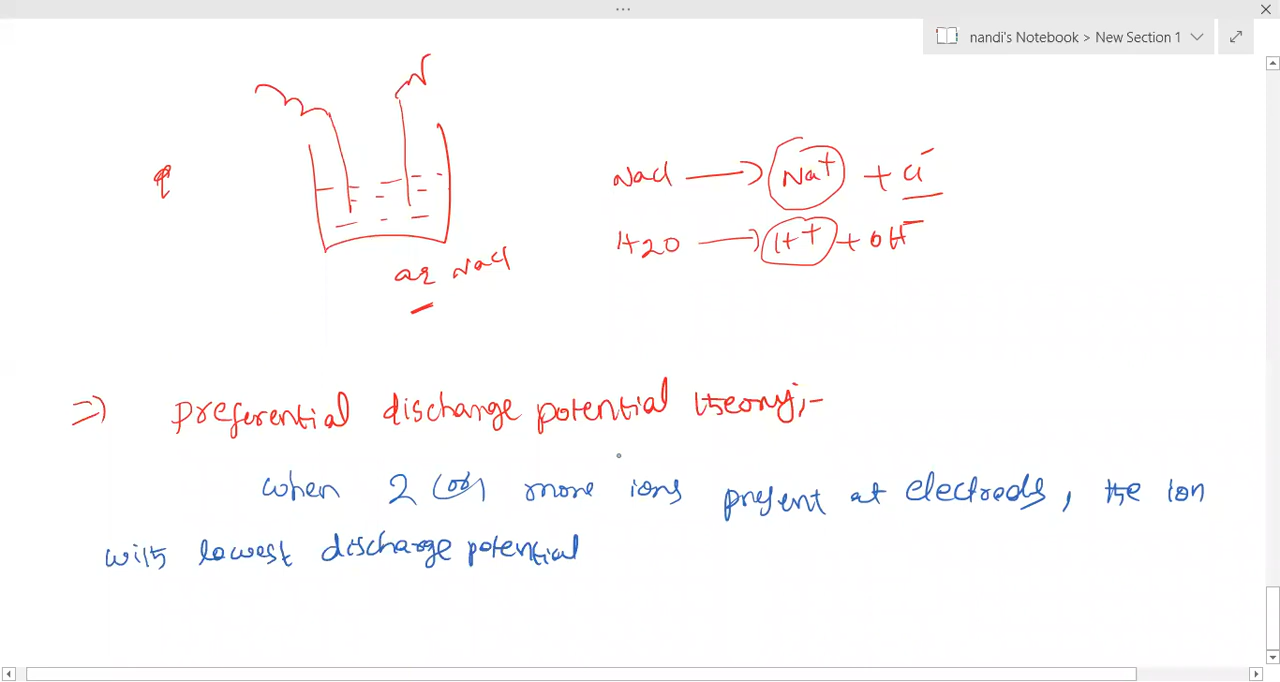 nandi's Notebook > New Section 1
NaCl → Na+ + Cl-
H2O → H+ + OH-
aq NaCl
=> preferential discharge potential theory:-
when 2 (or) more ions present at electrods, the ion
with lowest discharge potential